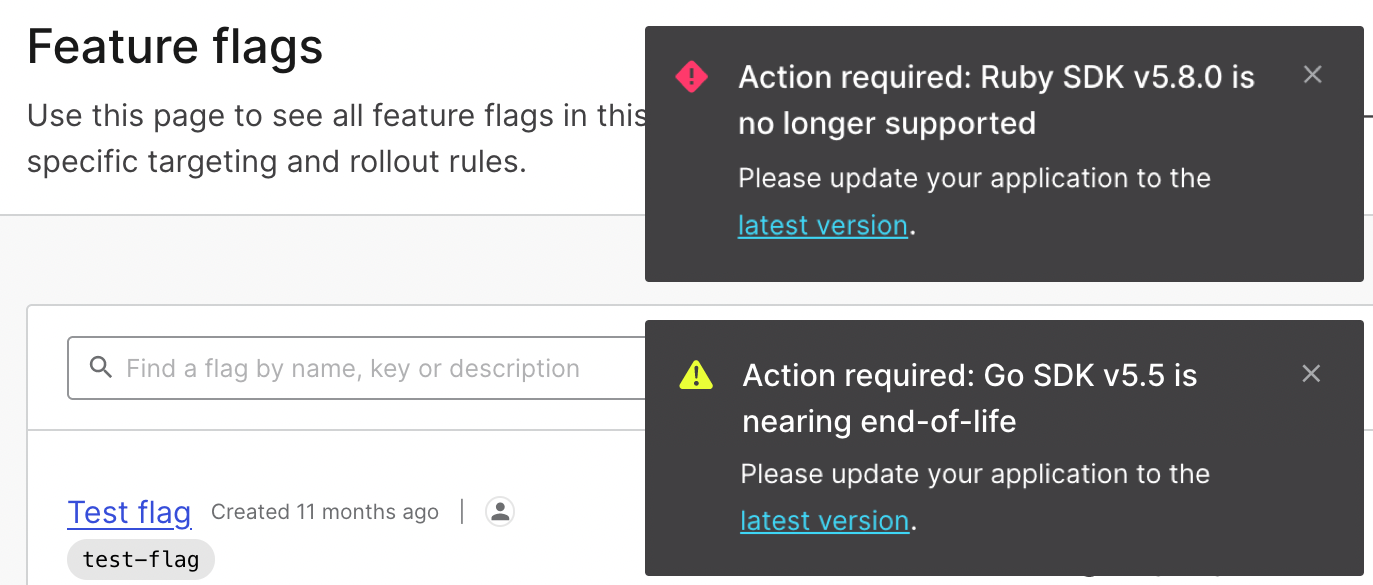 Feature flags
Use this page to see all feature flags in this
specific targeting and rollout rules.
Action required: Ruby SDK v5.8.0 is
no longer supported
Please update your application to the
latest version.
Find a flag by name, key or description
Action required: Go SDK v5.5 is
nearing end-of-life
Please update your application to the
latest version.
Test flag Created 11 months ago
test-flag